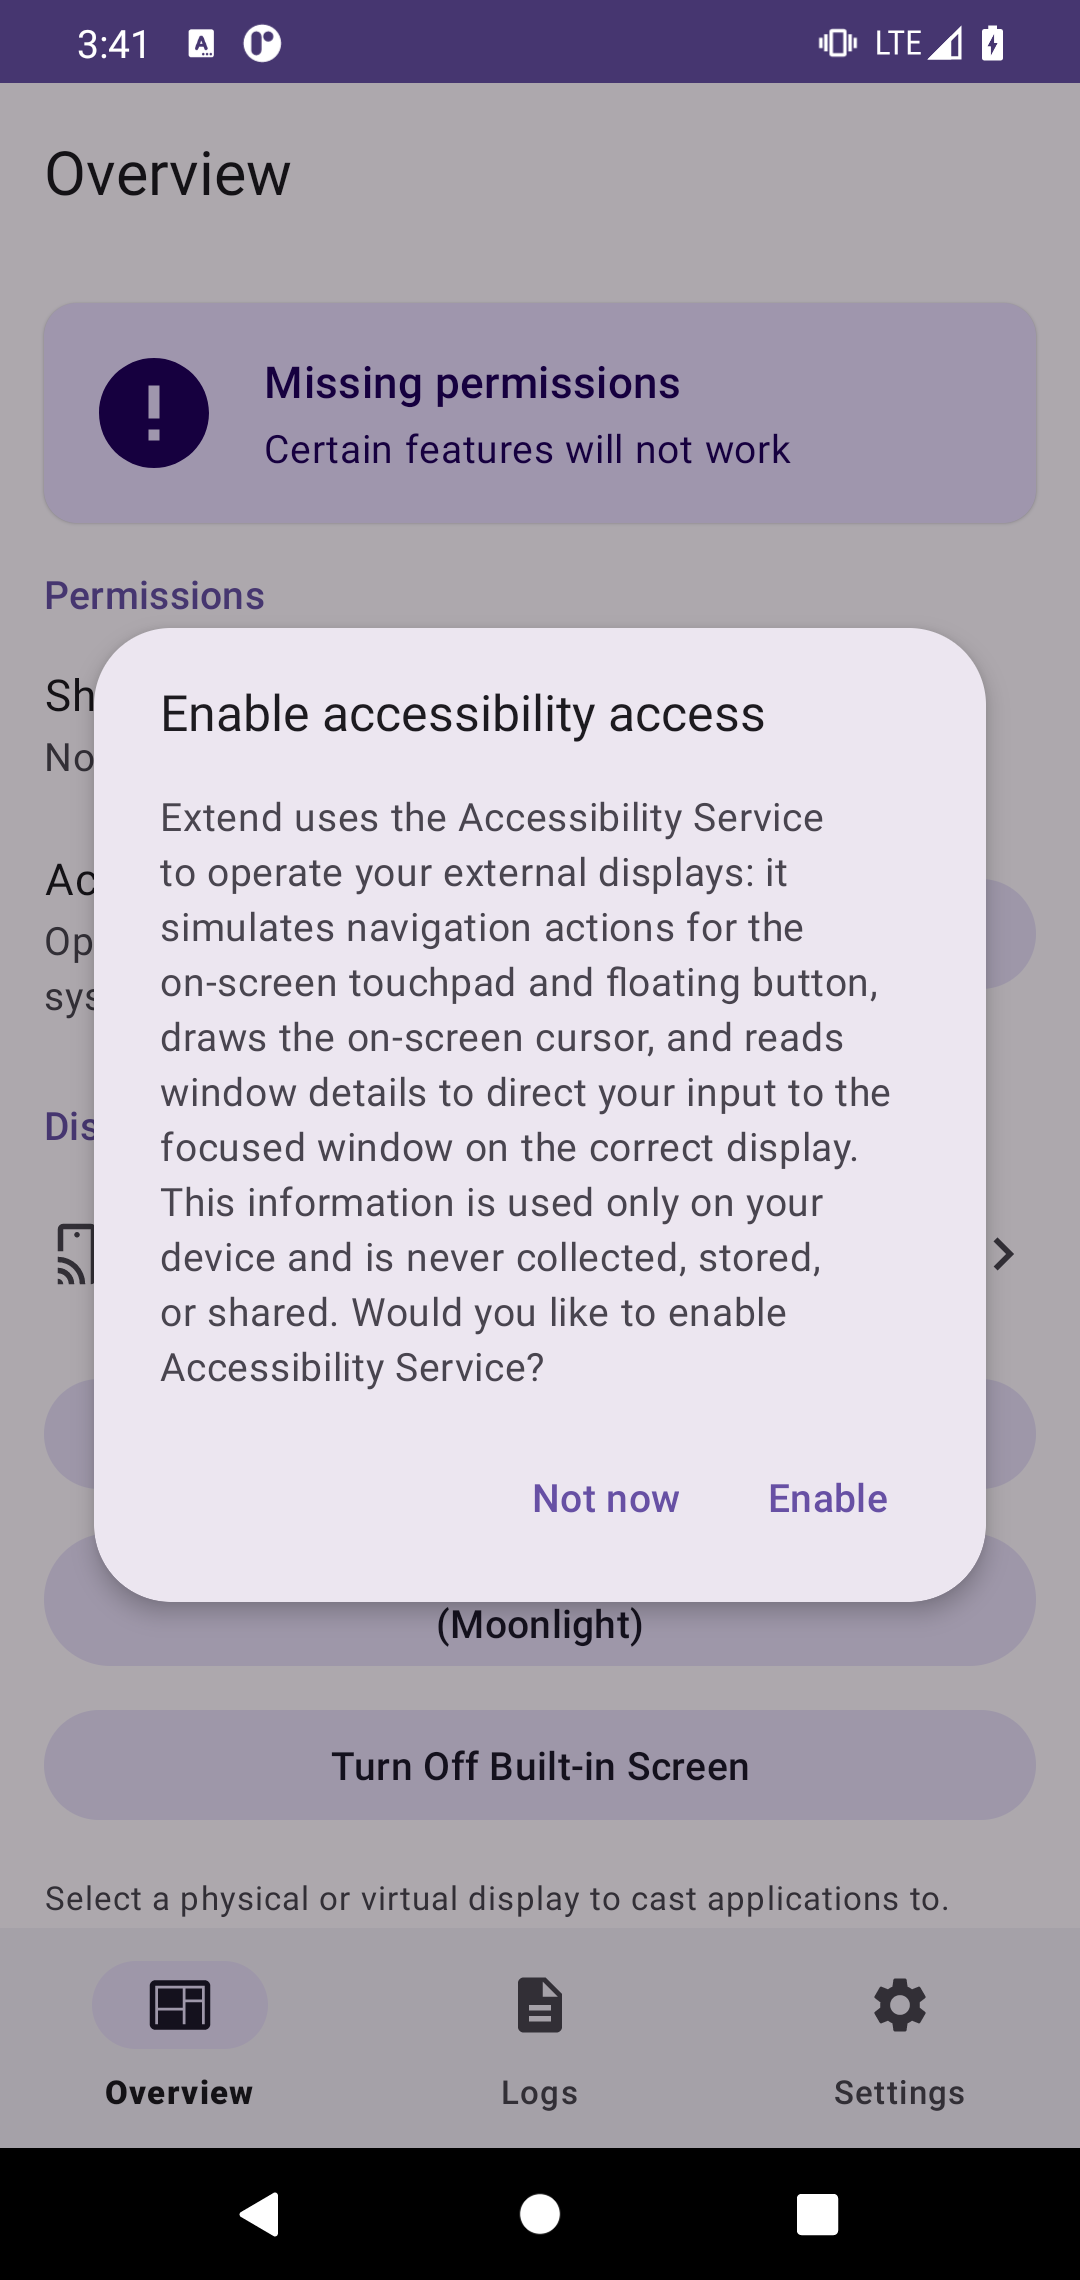 3:41
LTE
Overview
Missing permissions
Certain features will not work
Permissions
Sh
No
Enable accessibility access
Extend uses the Accessibility Service
to operate your external displays: it
simulates navigation actions for the
on-screen touchpad and floating button,
draws the on-screen cursor, and reads
window details to direct your input to the
focused window on the correct display.
This information is used only on your
device and is never collected, stored,
or shared. Would you like to enable
Accessibility Service?
Ac
Op
sys
Dis
Not now
Enable
(Moonlight)
Turn Off Built-in Screen
Select a physical or virtual display to cast applications to.
Overview
Logs
Settings